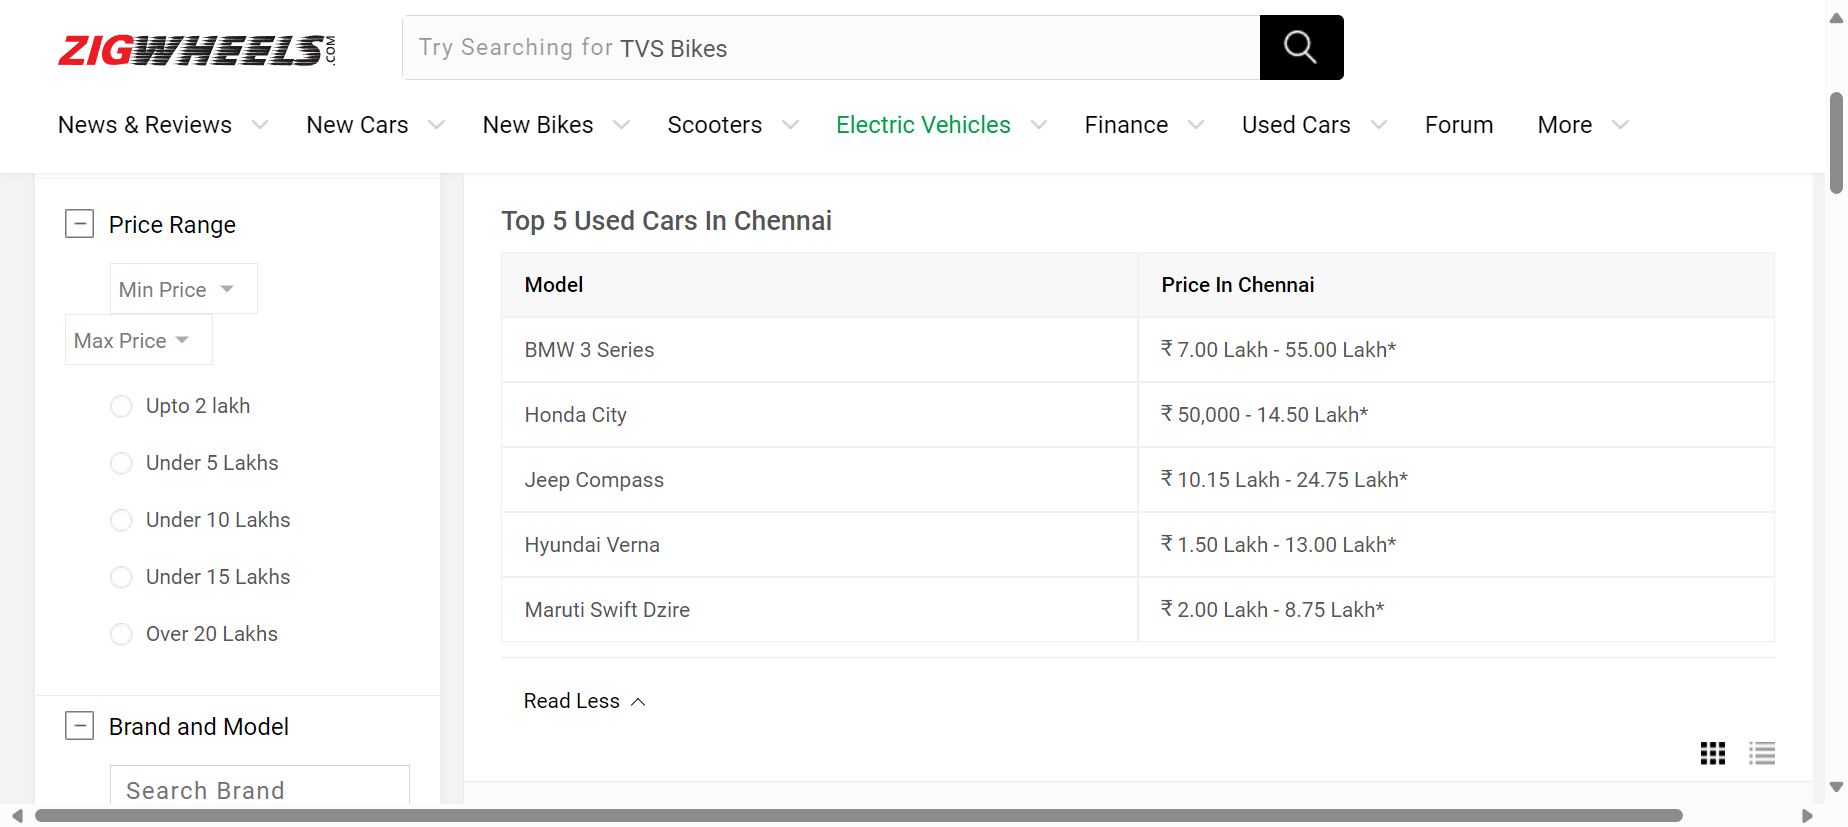 ZIGWHEELS.COM
Try Searching for TVS Bikes
News & Reviews New Cars New Bikes Scooters Electric Vehicles Finance Used Cars Forum More
Price Range
Min Price
Max Price
Upto 2 lakh
Under 5 Lakhs
Under 10 Lakhs
Under 15 Lakhs
Over 20 Lakhs
Brand and Model
Search Brand
Top 5 Used Cars In Chennai
Model Price In Chennai
BMW 3 Series ₹ 7.00 Lakh - 55.00 Lakh*
Honda City ₹ 50,000 - 14.50 Lakh*
Jeep Compass ₹ 10.15 Lakh - 24.75 Lakh*
Hyundai Verna ₹ 1.50 Lakh - 13.00 Lakh*
Maruti Swift Dzire ₹ 2.00 Lakh - 8.75 Lakh*
Read Less